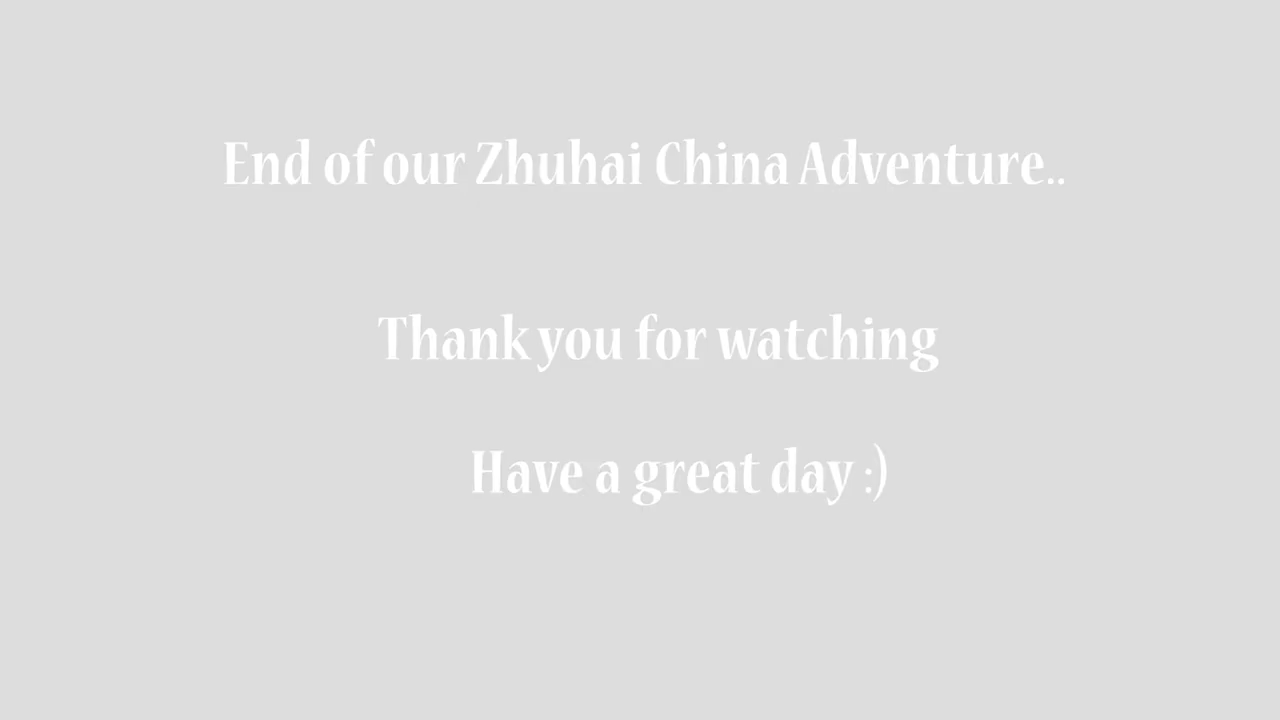 End of our Zhuhai China Adventure..
Thank you for watching
Have a great day :)